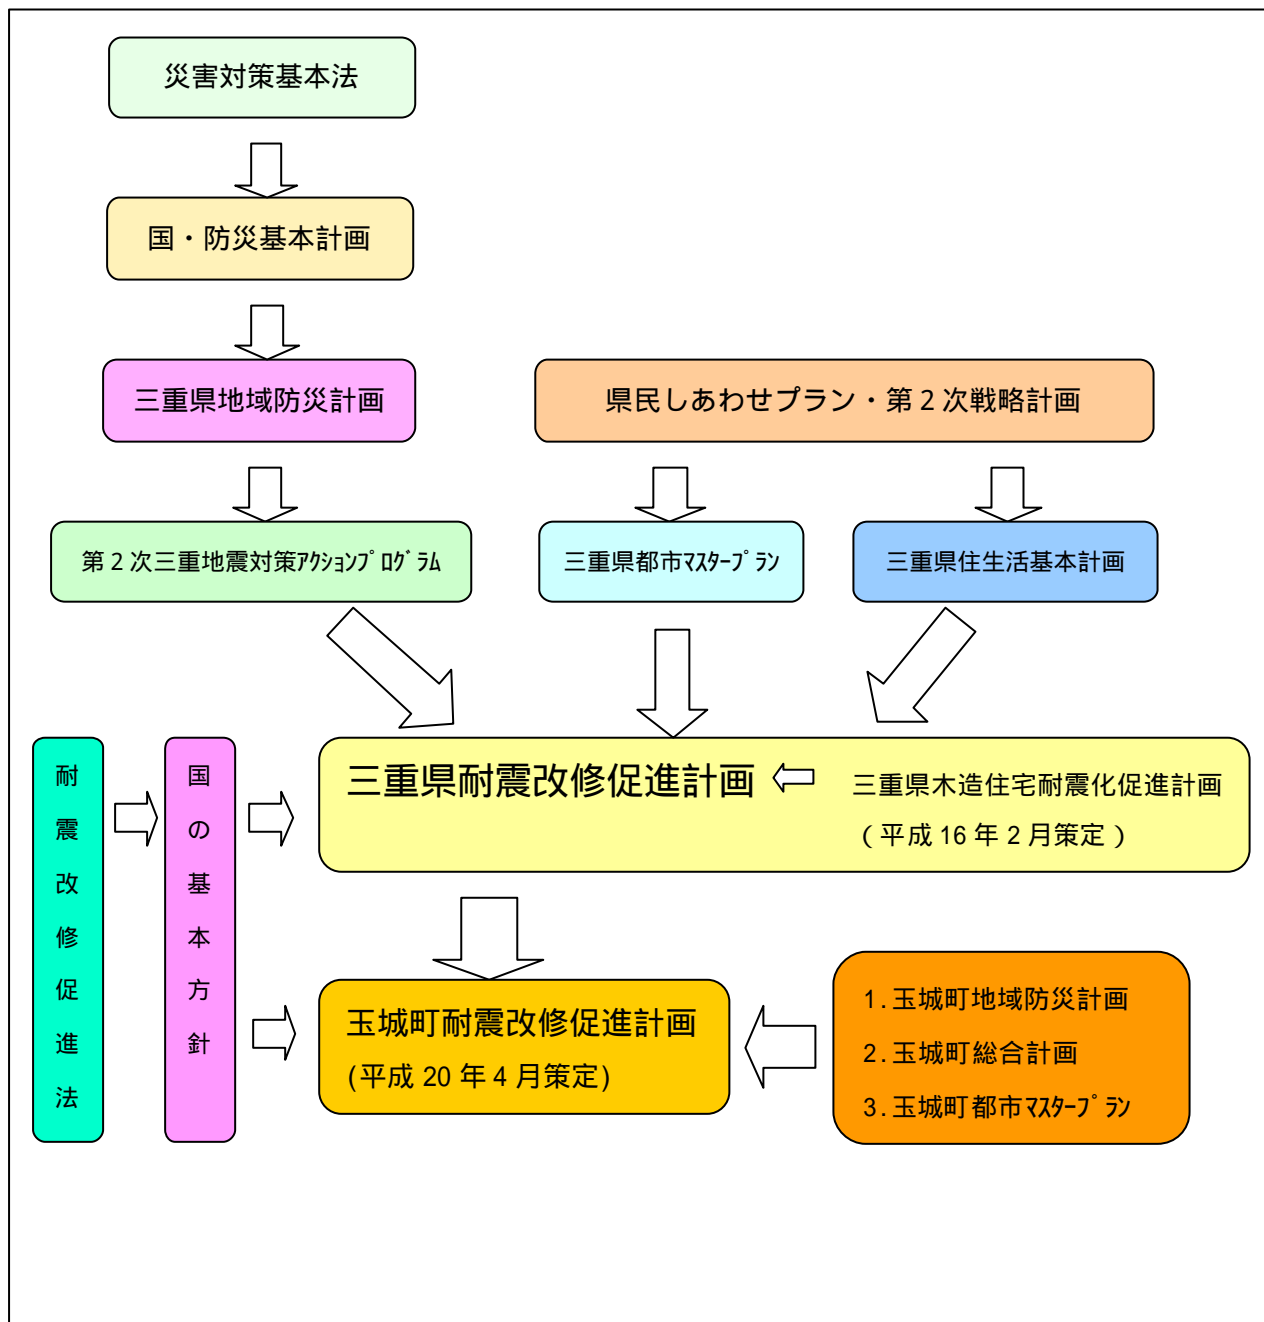 災害対策基本法
国・防災基本計画
三重県地域防災計画
県民しあわせプラン・第２次戦略計画
第２次三重地震対策ｱｸｼｮﾝﾌﾟﾛｸﾞﾗﾑ
三重県都市ﾏｽﾀｰﾌﾟﾗﾝ
三重県住生活基本計画
耐震改修促進法
国の基本方針
三重県耐震改修促進計画
三重県木造住宅耐震化促進計画
（平成 16 年 2 月策定）
玉城町耐震改修促進計画
(平成 20 年 4 月策定)
1.玉城町地域防災計画
2.玉城町総合計画
3.玉城町都市ﾏｽﾀｰﾌﾟﾗﾝ